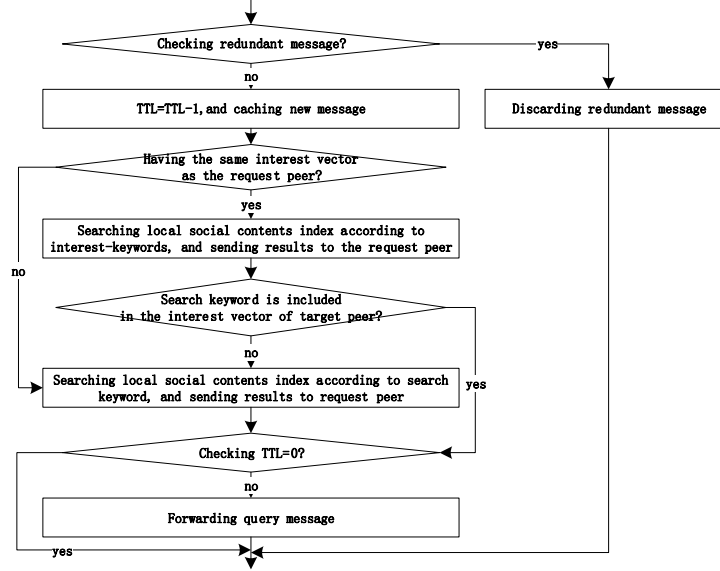 Checking redundant message?
yes
no
TTL=TTL-1, and caching new message
Discarding redundant message
Having the same interest vector
as the request peer?
yes
Searching local social contents index according to
interest-keywords, and sending results to the request peer
no
Search keyword is included
in the interest vector of target peer?
no
Searching local social contents index according to search
keyword, and sending results to request peer
yes
Checking TTL=0?
no
Forwarding query message
yes